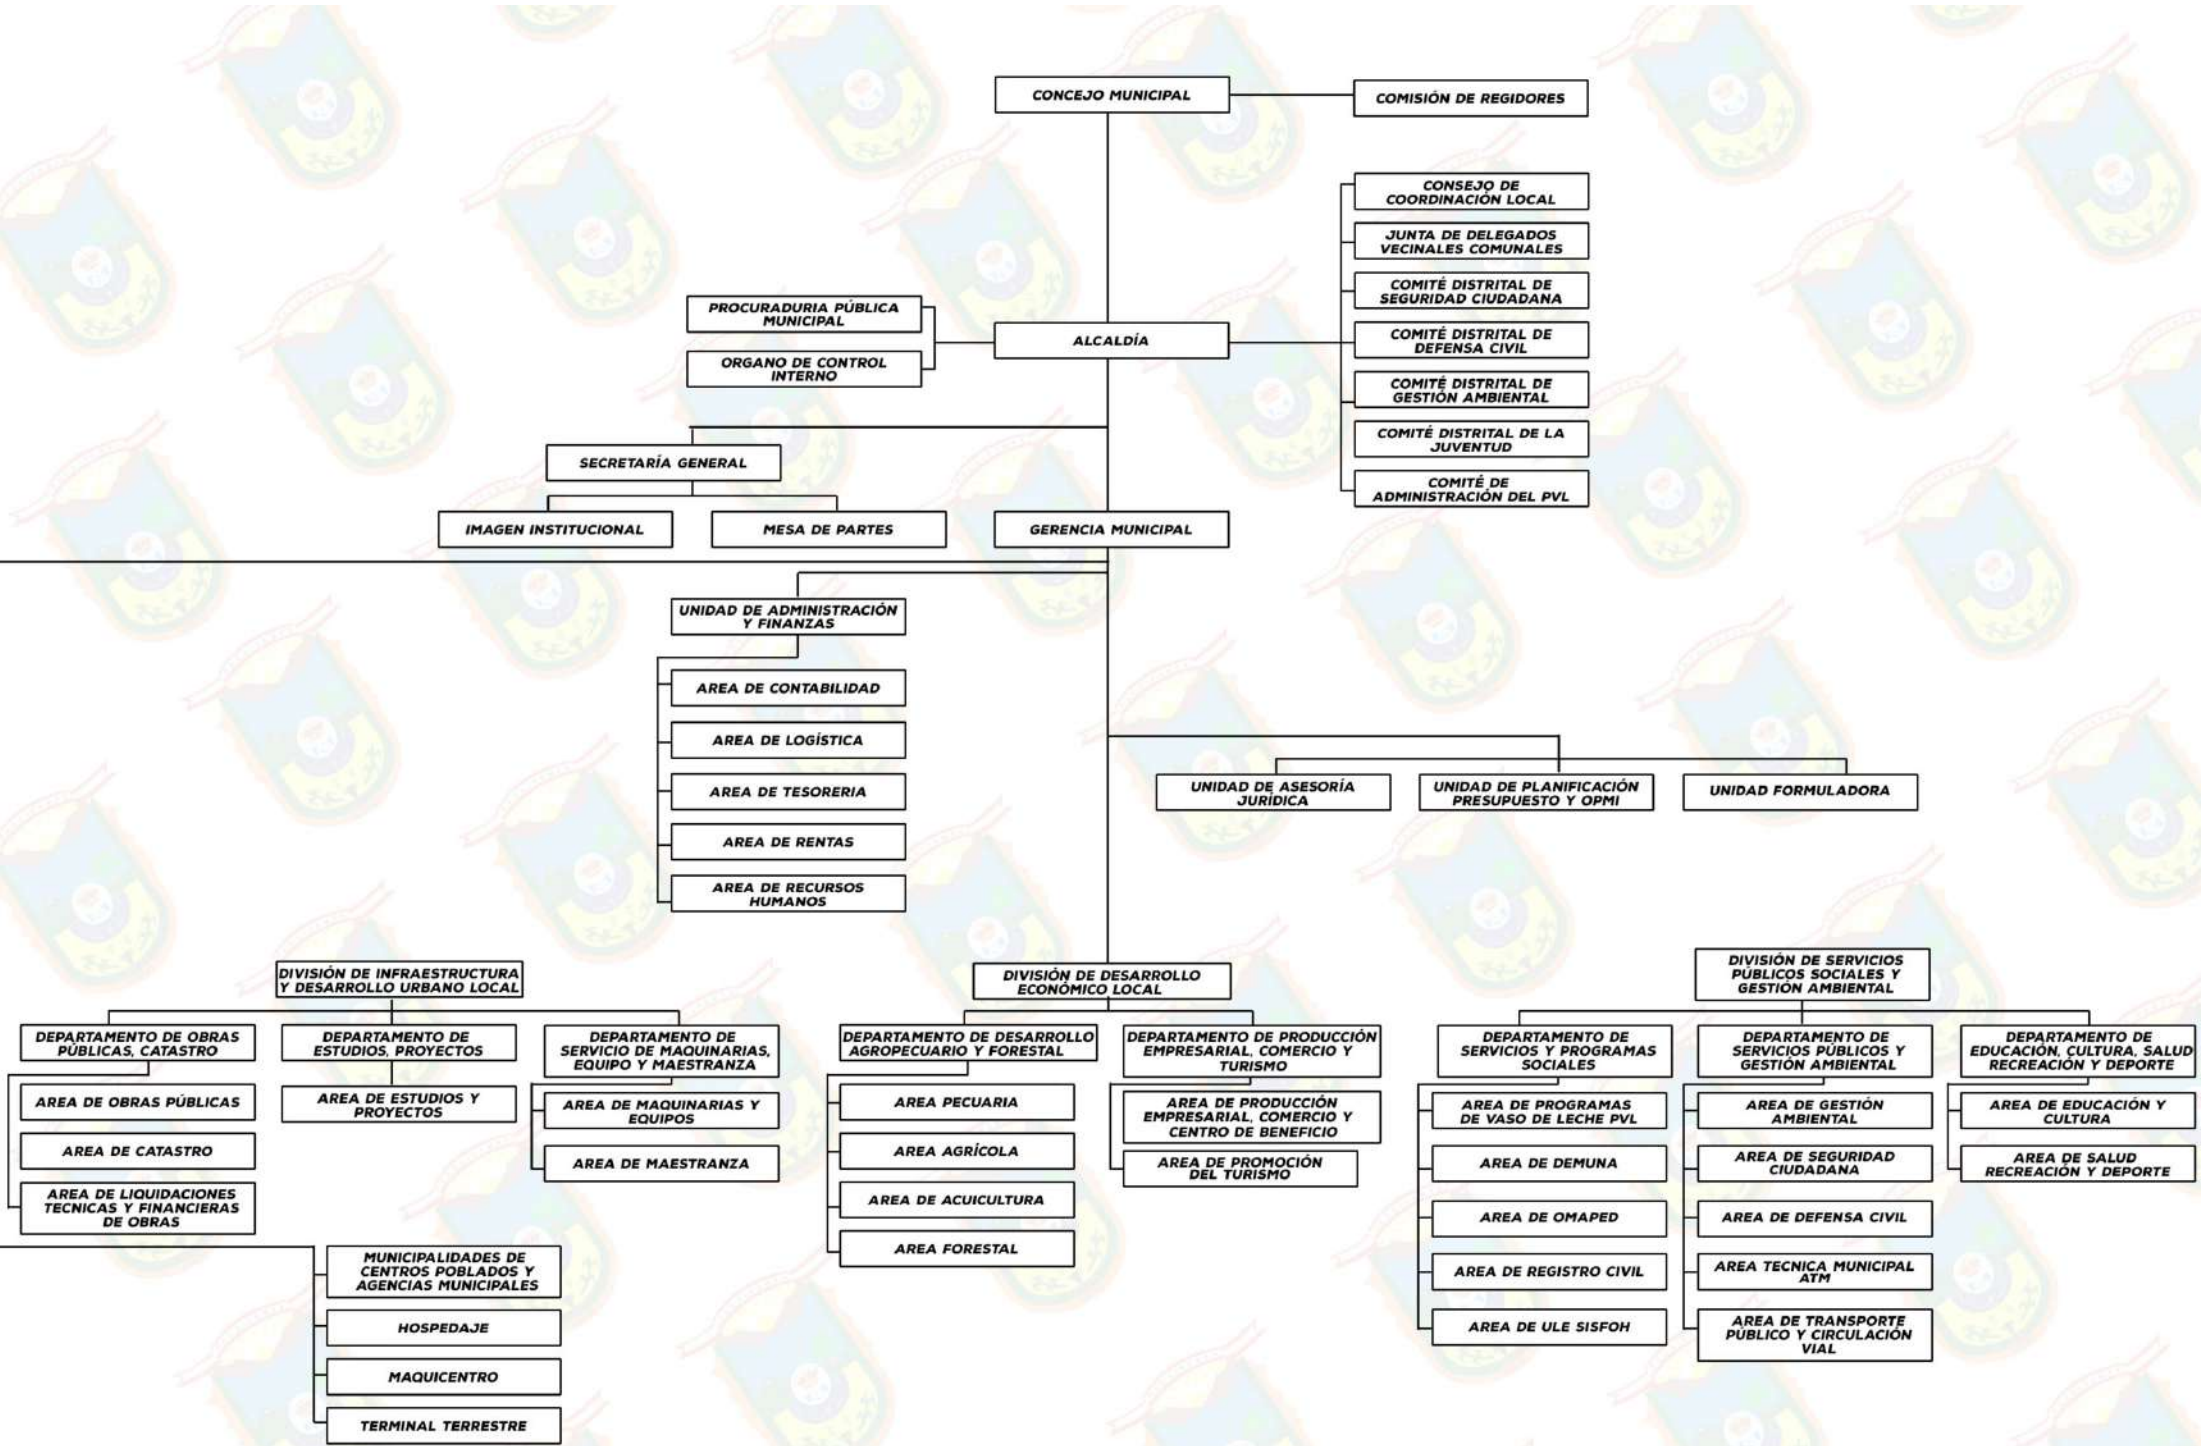 CONCEJO MUNICIPAL
COMISIÓN DE REGIDORES
CONSEJO DE
COORDINACIÓN LOCAL
JUNTA DE DELEGADOS
VECINALES COMUNALES
COMITÉ DISTRITAL DE
SEGURIDAD CIUDADANA
PROCURADURIA PÚBLICA
MUNICIPAL
ALCALDÍA
COMITÉ DISTRITAL DE
DEFENSA CIVIL
ORGANO DE CONTROL
INTERNO
COMITÉ DISTRITAL DE
GESTIÓN AMBIENTAL
COMITÉ DISTRITAL DE LA
JUVENTUD
SECRETARÍA GENERAL
COMITÉ DE
ADMINISTRACIÓN DEL PVL
IMAGEN INSTITUCIONAL
MESA DE PARTES
GERENCIA MUNICIPAL
UNIDAD DE ADMINISTRACIÓN
Y FINANZAS
AREA DE CONTABILIDAD
AREA DE LOGÍSTICA
AREA DE TESORERIA
AREA DE RENTAS
AREA DE RECURSOS
HUMANOS
UNIDAD DE ASESORÍA
JURÍDICA
UNIDAD DE PLANIFICACIÓN
PRESUPUESTO Y OPMI
UNIDAD FORMULADORA
DIVISIÓN DE INFRAESTRUCTURA
Y DESARROLLO URBANO LOCAL
DEPARTAMENTO DE OBRAS
PÚBLICAS, CATASTRO
AREA DE OBRAS PÚBLICAS
AREA DE CATASTRO
AREA DE LIQUIDACIONES
TECNICAS Y FINANCIERAS
DE OBRAS
DEPARTAMENTO DE
ESTUDIOS, PROYECTOS
AREA DE ESTUDIOS Y
PROYECTOS
DEPARTAMENTO DE
SERVICIO DE MAQUINARIAS,
EQUIPO Y MAESTRANZA
AREA DE MAQUINARIAS Y
EQUIPOS
AREA DE MAESTRANZA
MUNICIPALIDADES DE
CENTROS POBLADOS Y
AGENCIAS MUNICIPALES
HOSPEDAJE
MAQUICENTRO
TERMINAL TERRESTRE
DIVISIÓN DE DESARROLLO
ECONÓMICO LOCAL
DEPARTAMENTO DE DESARROLLO
AGROPECUARIO Y FORESTAL
AREA PECUARIA
AREA AGRÍCOLA
AREA DE ACUICULTURA
AREA FORESTAL
DEPARTAMENTO DE PRODUCCIÓN
EMPRESARIAL, COMERCIO Y
TURISMO
AREA DE PRODUCCIÓN
EMPRESARIAL, COMERCIO Y
CENTRO DE BENEFICIO
AREA DE PROMOCIÓN
DEL TURISMO
DIVISIÓN DE SERVICIOS
PÚBLICOS SOCIALES Y
GESTIÓN AMBIENTAL
DEPARTAMENTO DE
SERVICIOS Y PROGRAMAS
SOCIALES
AREA DE PROGRAMAS
DE VASO DE LECHE PVL
AREA DE DEMUNA
AREA DE OMAPED
AREA DE REGISTRO CIVIL
AREA DE ULE SISFOH
DEPARTAMENTO DE
SERVICIOS PÚBLICOS Y
GESTIÓN AMBIENTAL
AREA DE GESTIÓN
AMBIENTAL
AREA DE SEGURIDAD
CIUDADANA
AREA DE DEFENSA CIVIL
AREA TECNICA MUNICIPAL
ATM
AREA DE TRANSPORTE
PÚBLICO Y CIRCULACIÓN
VIAL
DEPARTAMENTO DE
EDUCACIÓN, CULTURA, SALUD
RECREACIÓN Y DEPORTE
AREA DE EDUCACIÓN Y
CULTURA
AREA DE SALUD
RECREACIÓN Y DEPORTE